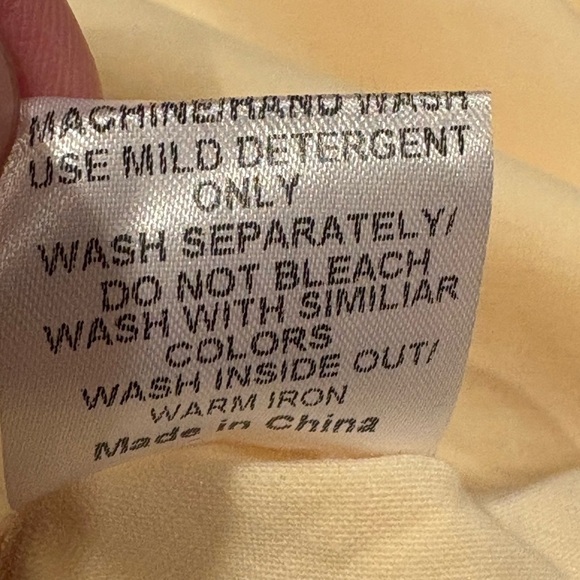 MACHINE/HAND WASH
USE MILD DETERGENT
ONLY
WASH SEPARATELY/
DO NOT BLEACH
WASH WITH SIMILIAR
COLORS
WASH INSIDE OUT/
WARM IRON
Made in China